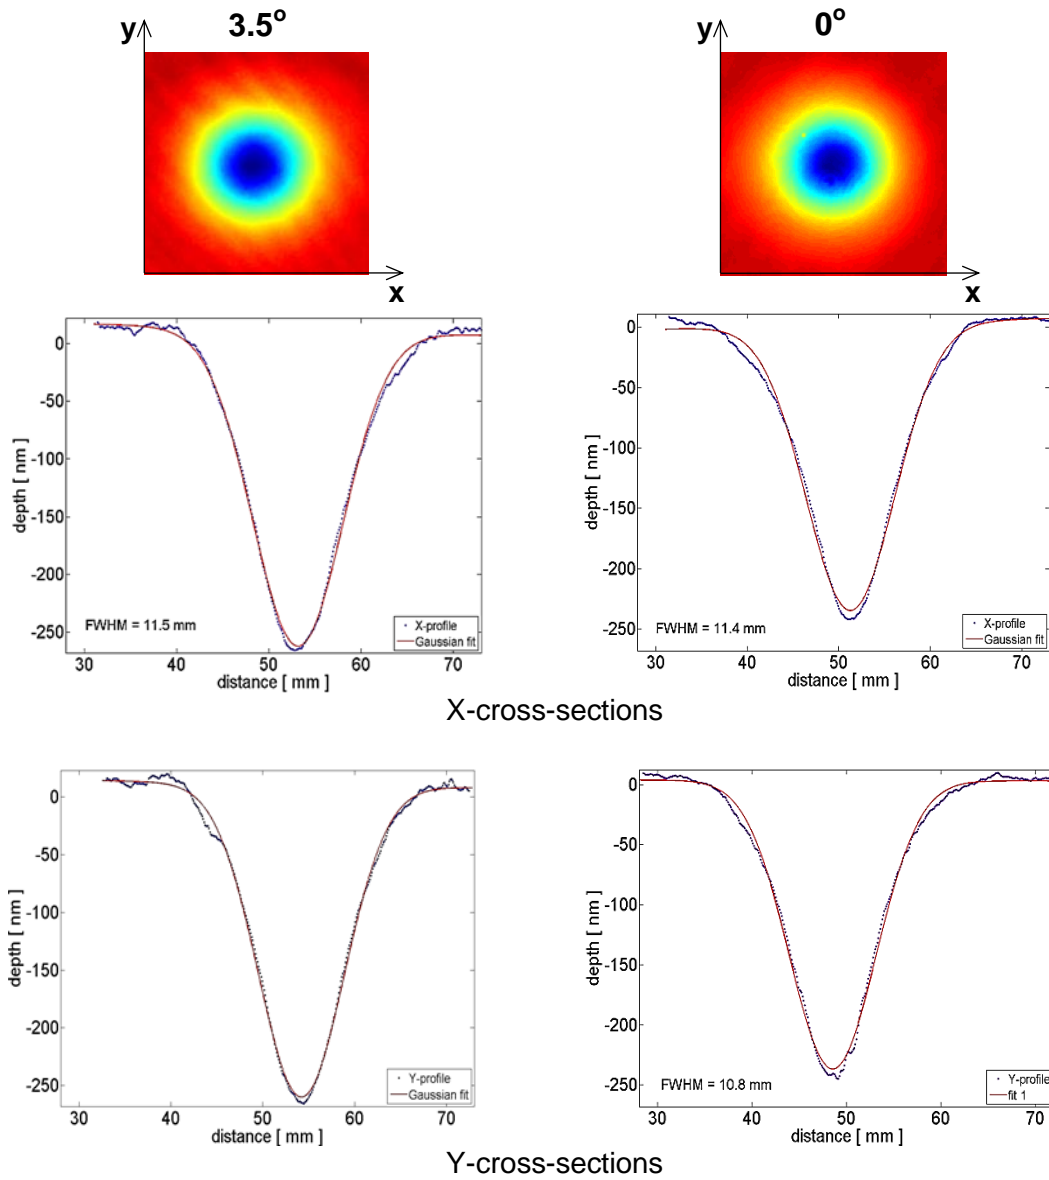 3.5o
0o
y
y
x
x
0
-50
-100
-150
-200
-250
depth [ nm ]
FWHM = 11.5 mm
X-profile
Gaussian fit
30 40 50 60 70
distance [ mm ]
0
-50
-100
-150
-200
-250
depth [ nm ]
FWHM = 11.4 mm
X-profile
Gaussian fit
30 40 50 60 70
distance [ mm ]
X-cross-sections
0
-50
-100
-150
-200
-250
depth [ nm ]
Y-profile
Gaussian fit
30 40 50 60 70
distance [ mm ]
0
-50
-100
-150
-200
-250
depth [ nm ]
FWHM = 10.8 mm
Y-profile
fit 1
30 40 50 60 70
distance [ mm ]
Y-cross-sections